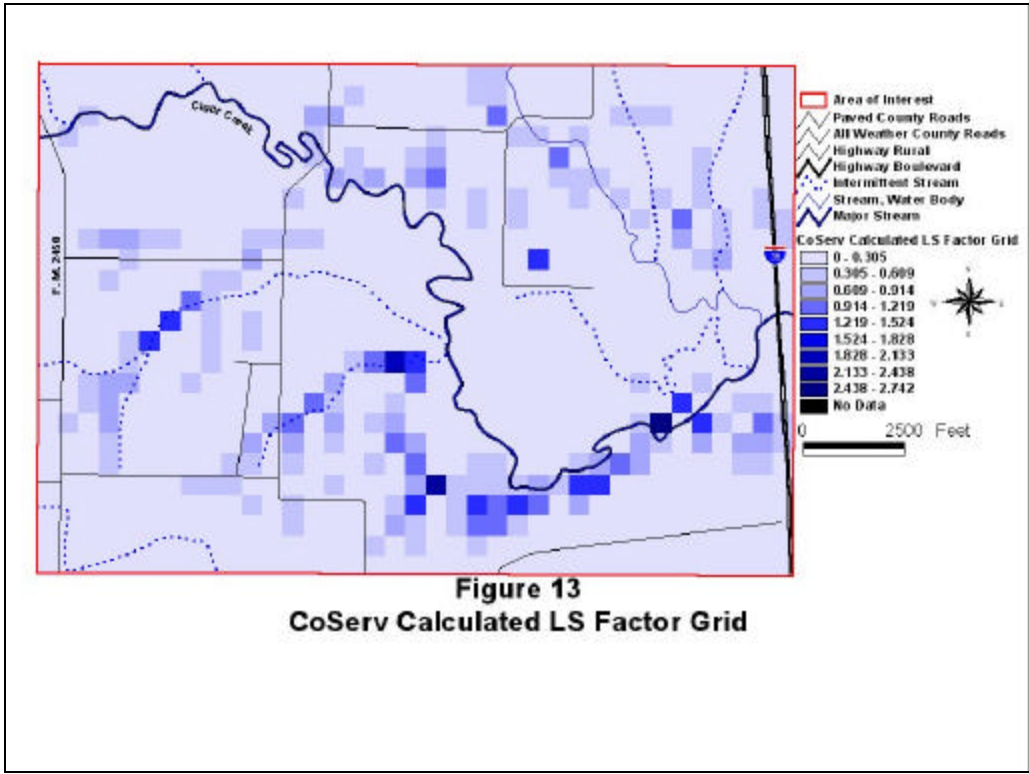 Clear Creek
F. M. 2450
Area of Interest
Paved County Roads
All Weather County Roads
Highway Rural
Highway Boulevard
Intermittent Stream
Stream, Water Body
Major Stream
CoServ Calculated LS Factor Grid
0 - 0.305
0.305 - 0.609
0.609 - 0.914
0.914 - 1.219
1.219 - 1.524
1.524 - 1.828
1.828 - 2.133
2.133 - 2.438
2.438 - 2.742
No Data
0 2500 Feet
Figure 13
CoServ Calculated LS Factor Grid